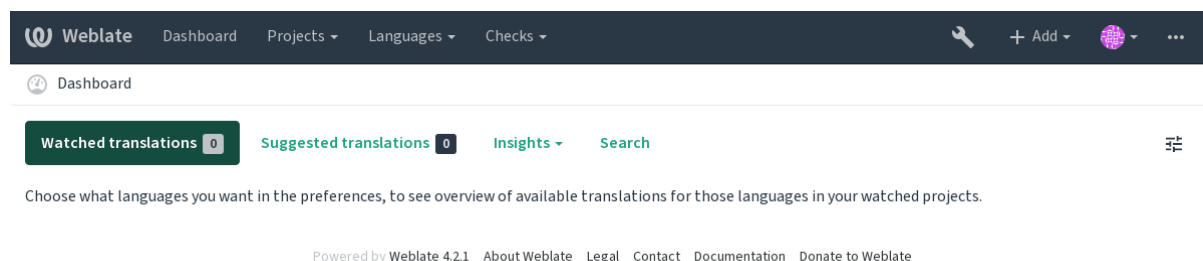 Weblate Dashboard Projects Languages Checks Add
Dashboard
Watched translations 0 Suggested translations 0 Insights Search
Choose what languages you want in the preferences, to see overview of available translations for those languages in your watched projects.
Powered by Weblate 4.2.1 About Weblate Legal Contact Documentation Donate to Weblate